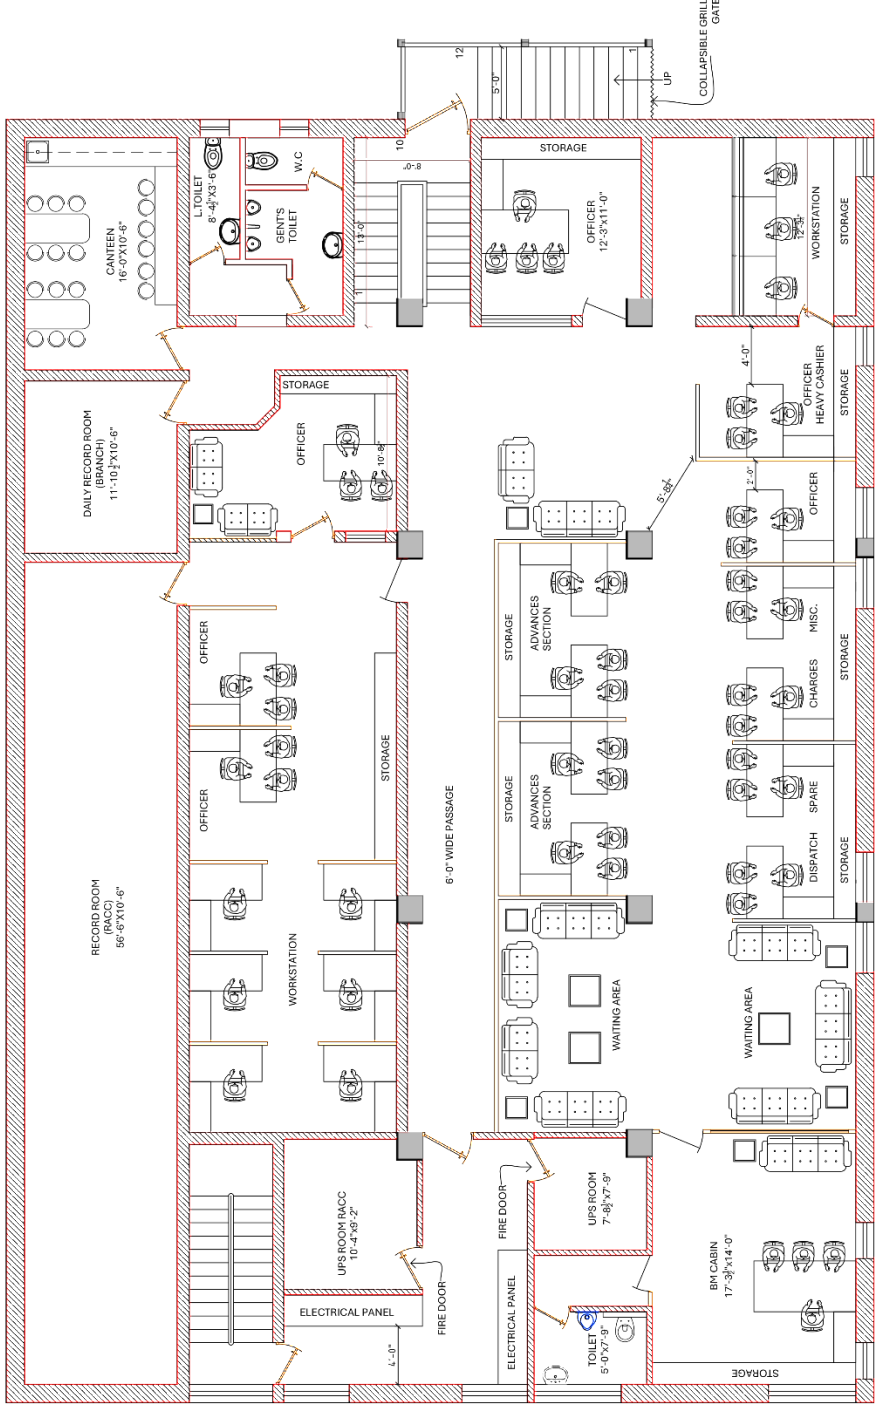 COLLAPSIBLE GRILL
GATE
12
1
5'-0"
UP
10
8'-0"
13'-0"
1
STORAGE
OFFICER
12'-3"X11'-0"
W.C
L.TOILET
8'-4½"X3'-6"
GENT'S
TOILET
CANTEEN
16'-0"X10'-6"
WORKSTATION
STORAGE
DAILY RECORD ROOM
(BRANCH)
11'-10½"X10'-6"
STORAGE
OFFICER
10'-8½"
4'-0"
OFFICER
HEAVY CASHIER
STORAGE
2'-0"
OFFICER
MISC.
CHARGES
STORAGE
SPARE
DISPATCH
STORAGE
STORAGE
ADVANCES
SECTION
STORAGE
ADVANCES
SECTION
OFFICER
OFFICER
STORAGE
6'-0" WIDE PASSAGE
RECORD ROOM
(RACC)
56'-6"X10'-6"
WORKSTATION
WAITING AREA
WAITING AREA
UPS ROOM RACC
10'-4"x9'-2"
FIRE DOOR
UPS ROOM
7'-8½"x7'-9"
FIRE DOOR
ELECTRICAL PANEL
4'-0"
ELECTRICAL PANEL
TOILET
5'-0"x7'-9"
BM CABIN
17'-3½"x14'-0"
STORAGE